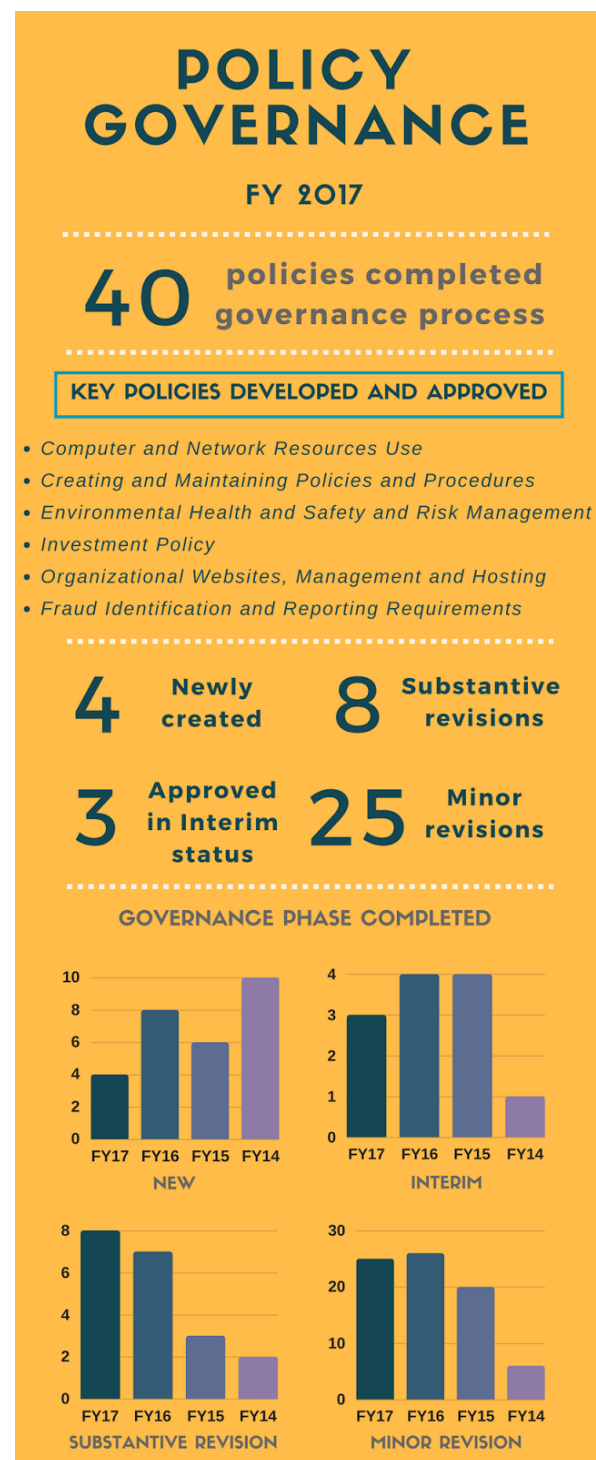 POLICY
GOVERNANCE
FY 2017
40
policies completed
governance process
KEY POLICIES DEVELOPED AND APPROVED
• Computer and Network Resources Use
• Creating and Maintaining Policies and Procedures
• Environmental Health and Safety and Risk Management
• Investment Policy
• Organizational Websites, Management and Hosting
• Fraud Identification and Reporting Requirements
4
Newly
created
8
Substantive
revisions
3
Approved
in Interim
status
25
Minor
revisions
GOVERNANCE PHASE COMPLETED
10
8
6
4
2
0
FY17 FY16 FY15 FY14
NEW
4
3
2
1
0
FY17 FY16 FY15 FY14
INTERIM
8
6
4
2
0
FY17 FY16 FY15 FY14
SUBSTANTIVE REVISION
30
20
10
0
FY17 FY16 FY15 FY14
MINOR REVISION